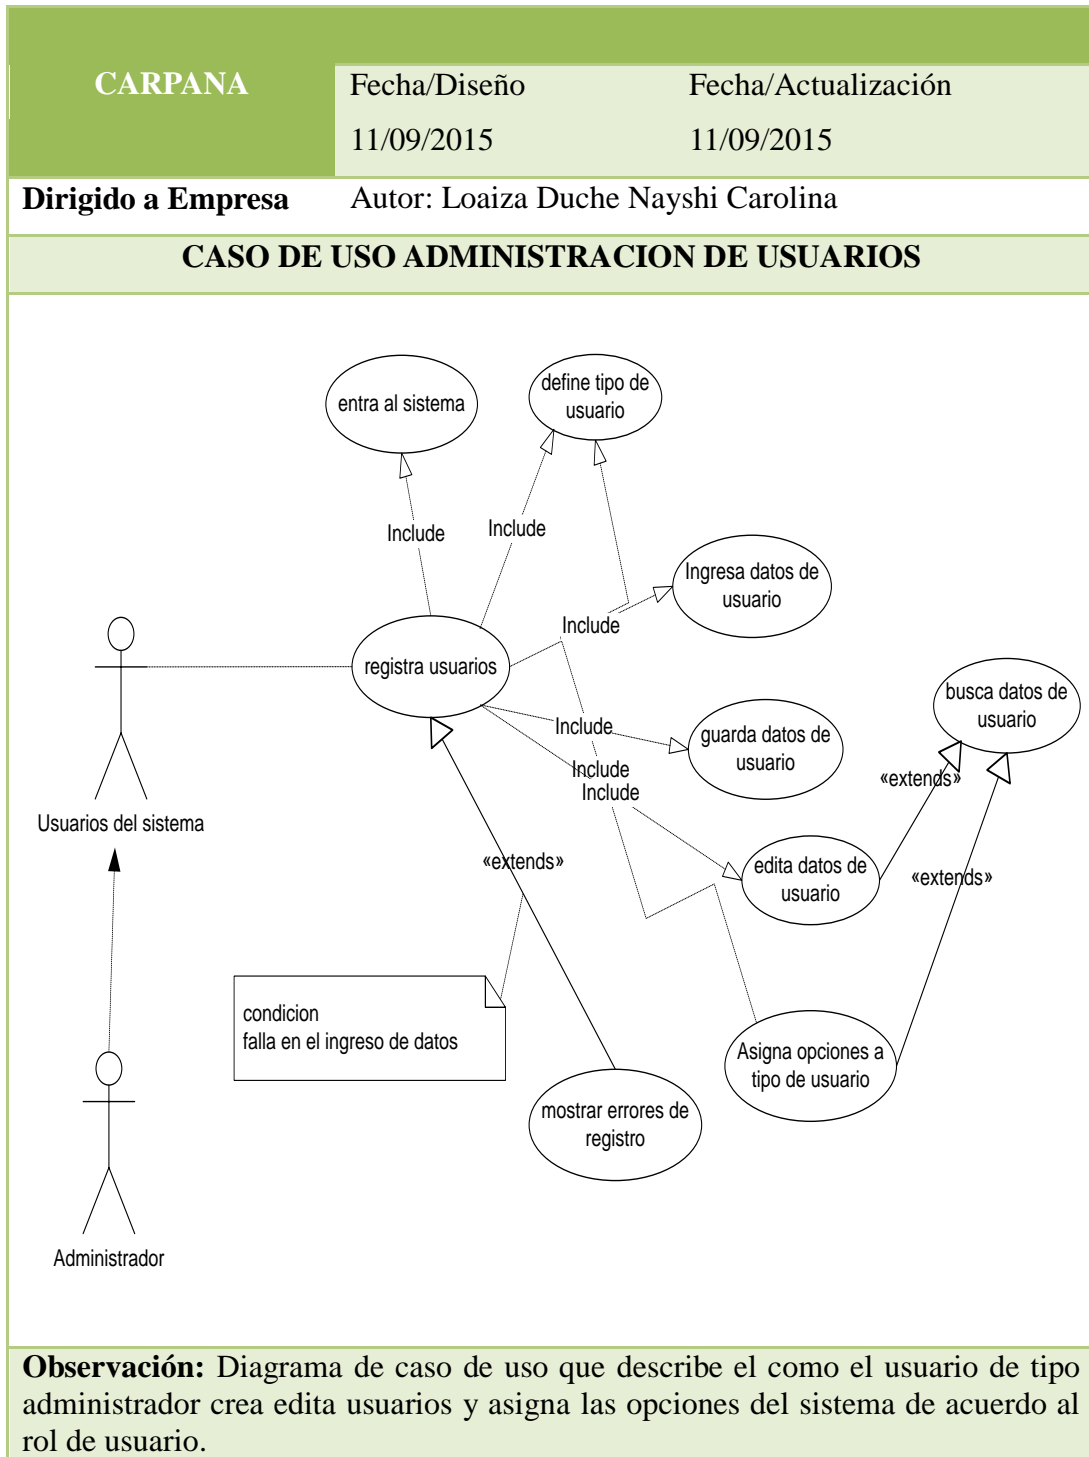 CARPANA
Fecha/Diseño
Fecha/Actualización
11/09/2015
11/09/2015
Dirigido a Empresa
Autor: Loaiza Duche Nayshi Carolina
CASO DE USO ADMINISTRACION DE USUARIOS
entra al sistema
define tipo de
usuario
Include
Include
Ingresa datos de
usuario
Include
registra usuarios
busca datos de
usuario
Include
guarda datos de
usuario
Include
Include
«extends»
Usuarios del sistema
«extends»
edita datos de
usuario
«extends»
condicion
falla en el ingreso de datos
Asigna opciones a
tipo de usuario
mostrar errores de
registro
Administrador
Observación: Diagrama de caso de uso que describe el como el usuario de tipo
administrador crea edita usuarios y asigna las opciones del sistema de acuerdo al
rol de usuario.